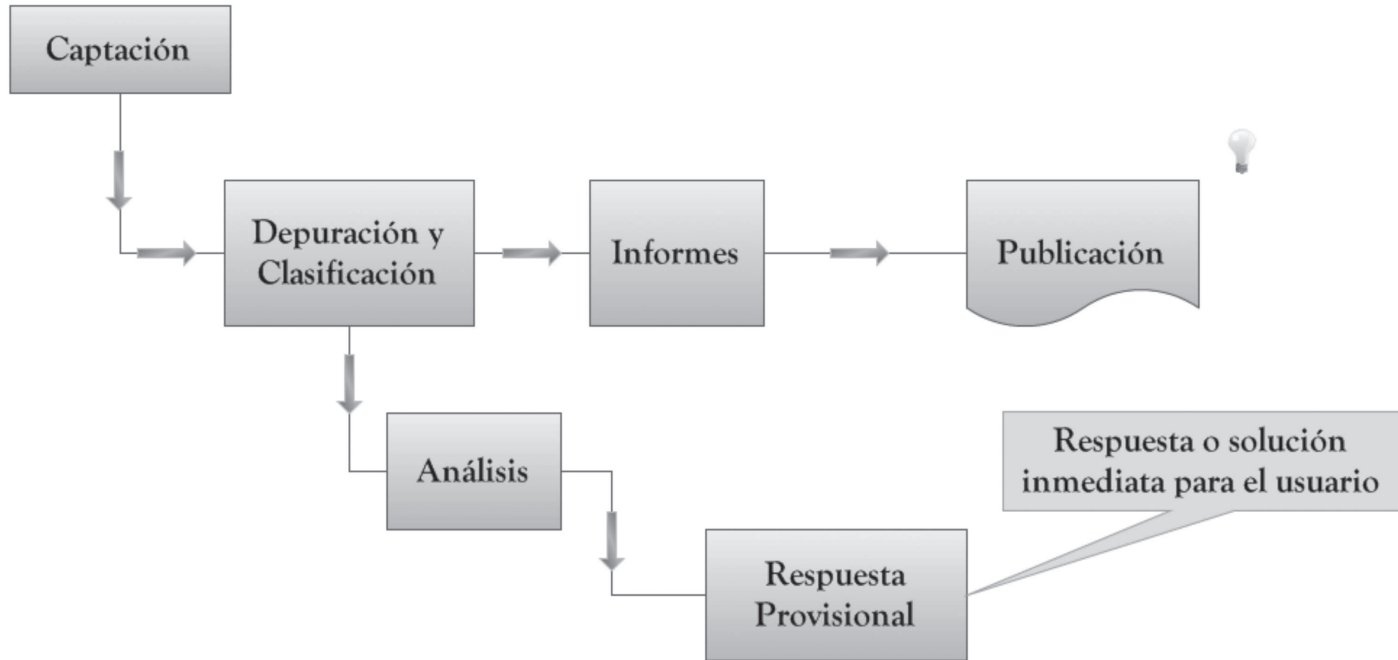 Captación
Depuración y
Clasificación
Informes
Publicación
Análisis
Respuesta o solución
inmediata para el usuario
Respuesta
Provisional